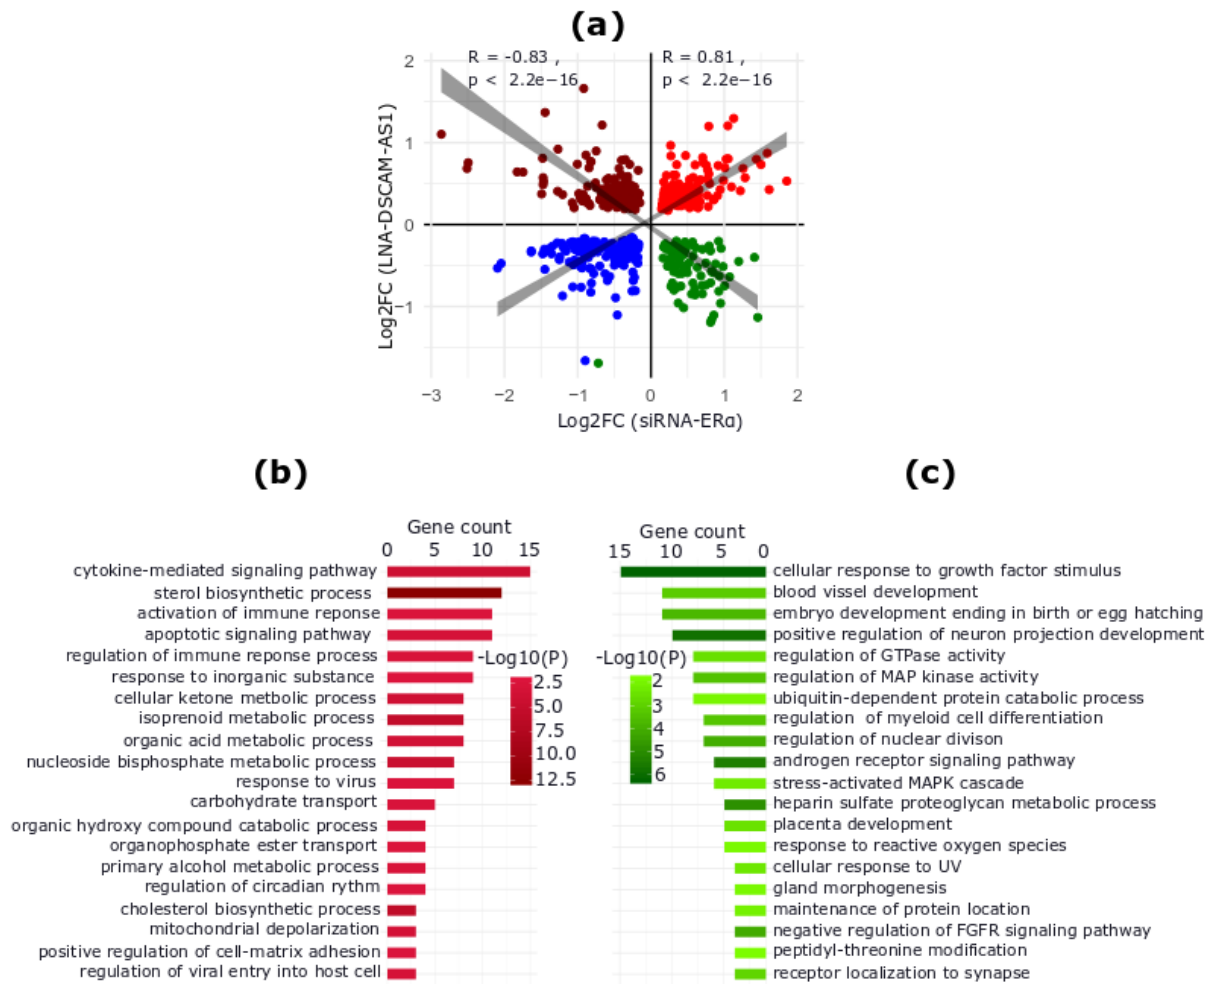 (a)
R = -0.83 ,
p < 2.2e−16
R = 0.81 ,
p < 2.2e−16
2
1
0
−1
Log2FC (LNA-DSCAM-AS1)
−3 −2 −1 0 1 2
Log2FC (siRNA-ERα)
(b)
Gene count
0 5 10 15
cytokine-mediated signaling pathway
sterol biosynthetic process
activation of immune reponse
apoptotic signaling pathway
regulation of immune reponse process
response to inorganic substance
cellular ketone metbolic process
isoprenoid metabolic process
organic acid metabolic process
nucleoside bisphosphate metabolic process
response to virus
carbohydrate transport
organic hydroxy compound catabolic process
organophosphate ester transport
primary alcohol metabolic process
regulation of circadian rythm
cholesterol biosynthetic process
mitochondrial depolarization
positive regulation of cell-matrix adhesion
regulation of viral entry into host cell
-Log10(P)
2.5
5.0
7.5
10.0
12.5
(c)
Gene count
15 10 5 0
-Log10(P)
2
3
4
5
6
cellular response to growth factor stimulus
blood vissel development
embryo development ending in birth or egg hatching
positive regulation of neuron projection development
regulation of GTPase activity
regulation of MAP kinase activity
ubiquitin-dependent protein catabolic process
regulation of myeloid cell differentiation
regulation of nuclear divison
androgen receptor signaling pathway
stress-activated MAPK cascade
heparin sulfate proteoglycan metabolic process
placenta development
response to reactive oxygen species
cellular response to UV
gland morphogenesis
maintenance of protein location
negative regulation of FGFR signaling pathway
peptidyl-threonine modification
receptor localization to synapse